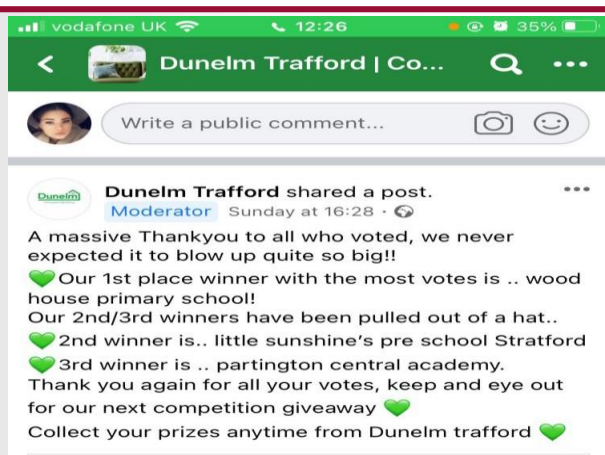 vodafone UK 12:26 35%
Dunelm Trafford | Co...
Write a public comment...
Dunelm
Dunelm Trafford shared a post.
Moderator Sunday at 16:28 ·
A massive Thankyou to all who voted, we never
expected it to blow up quite so big!!
💚Our 1st place winner with the most votes is .. wood
house primary school!
Our 2nd/3rd winners have been pulled out of a hat..
💚2nd winner is.. little sunshine's pre school Stratford
💚3rd winner is .. partington central academy.
Thank you again for all your votes, keep and eye out
for our next competition giveaway 💚
Collect your prizes anytime from Dunelm trafford 💚